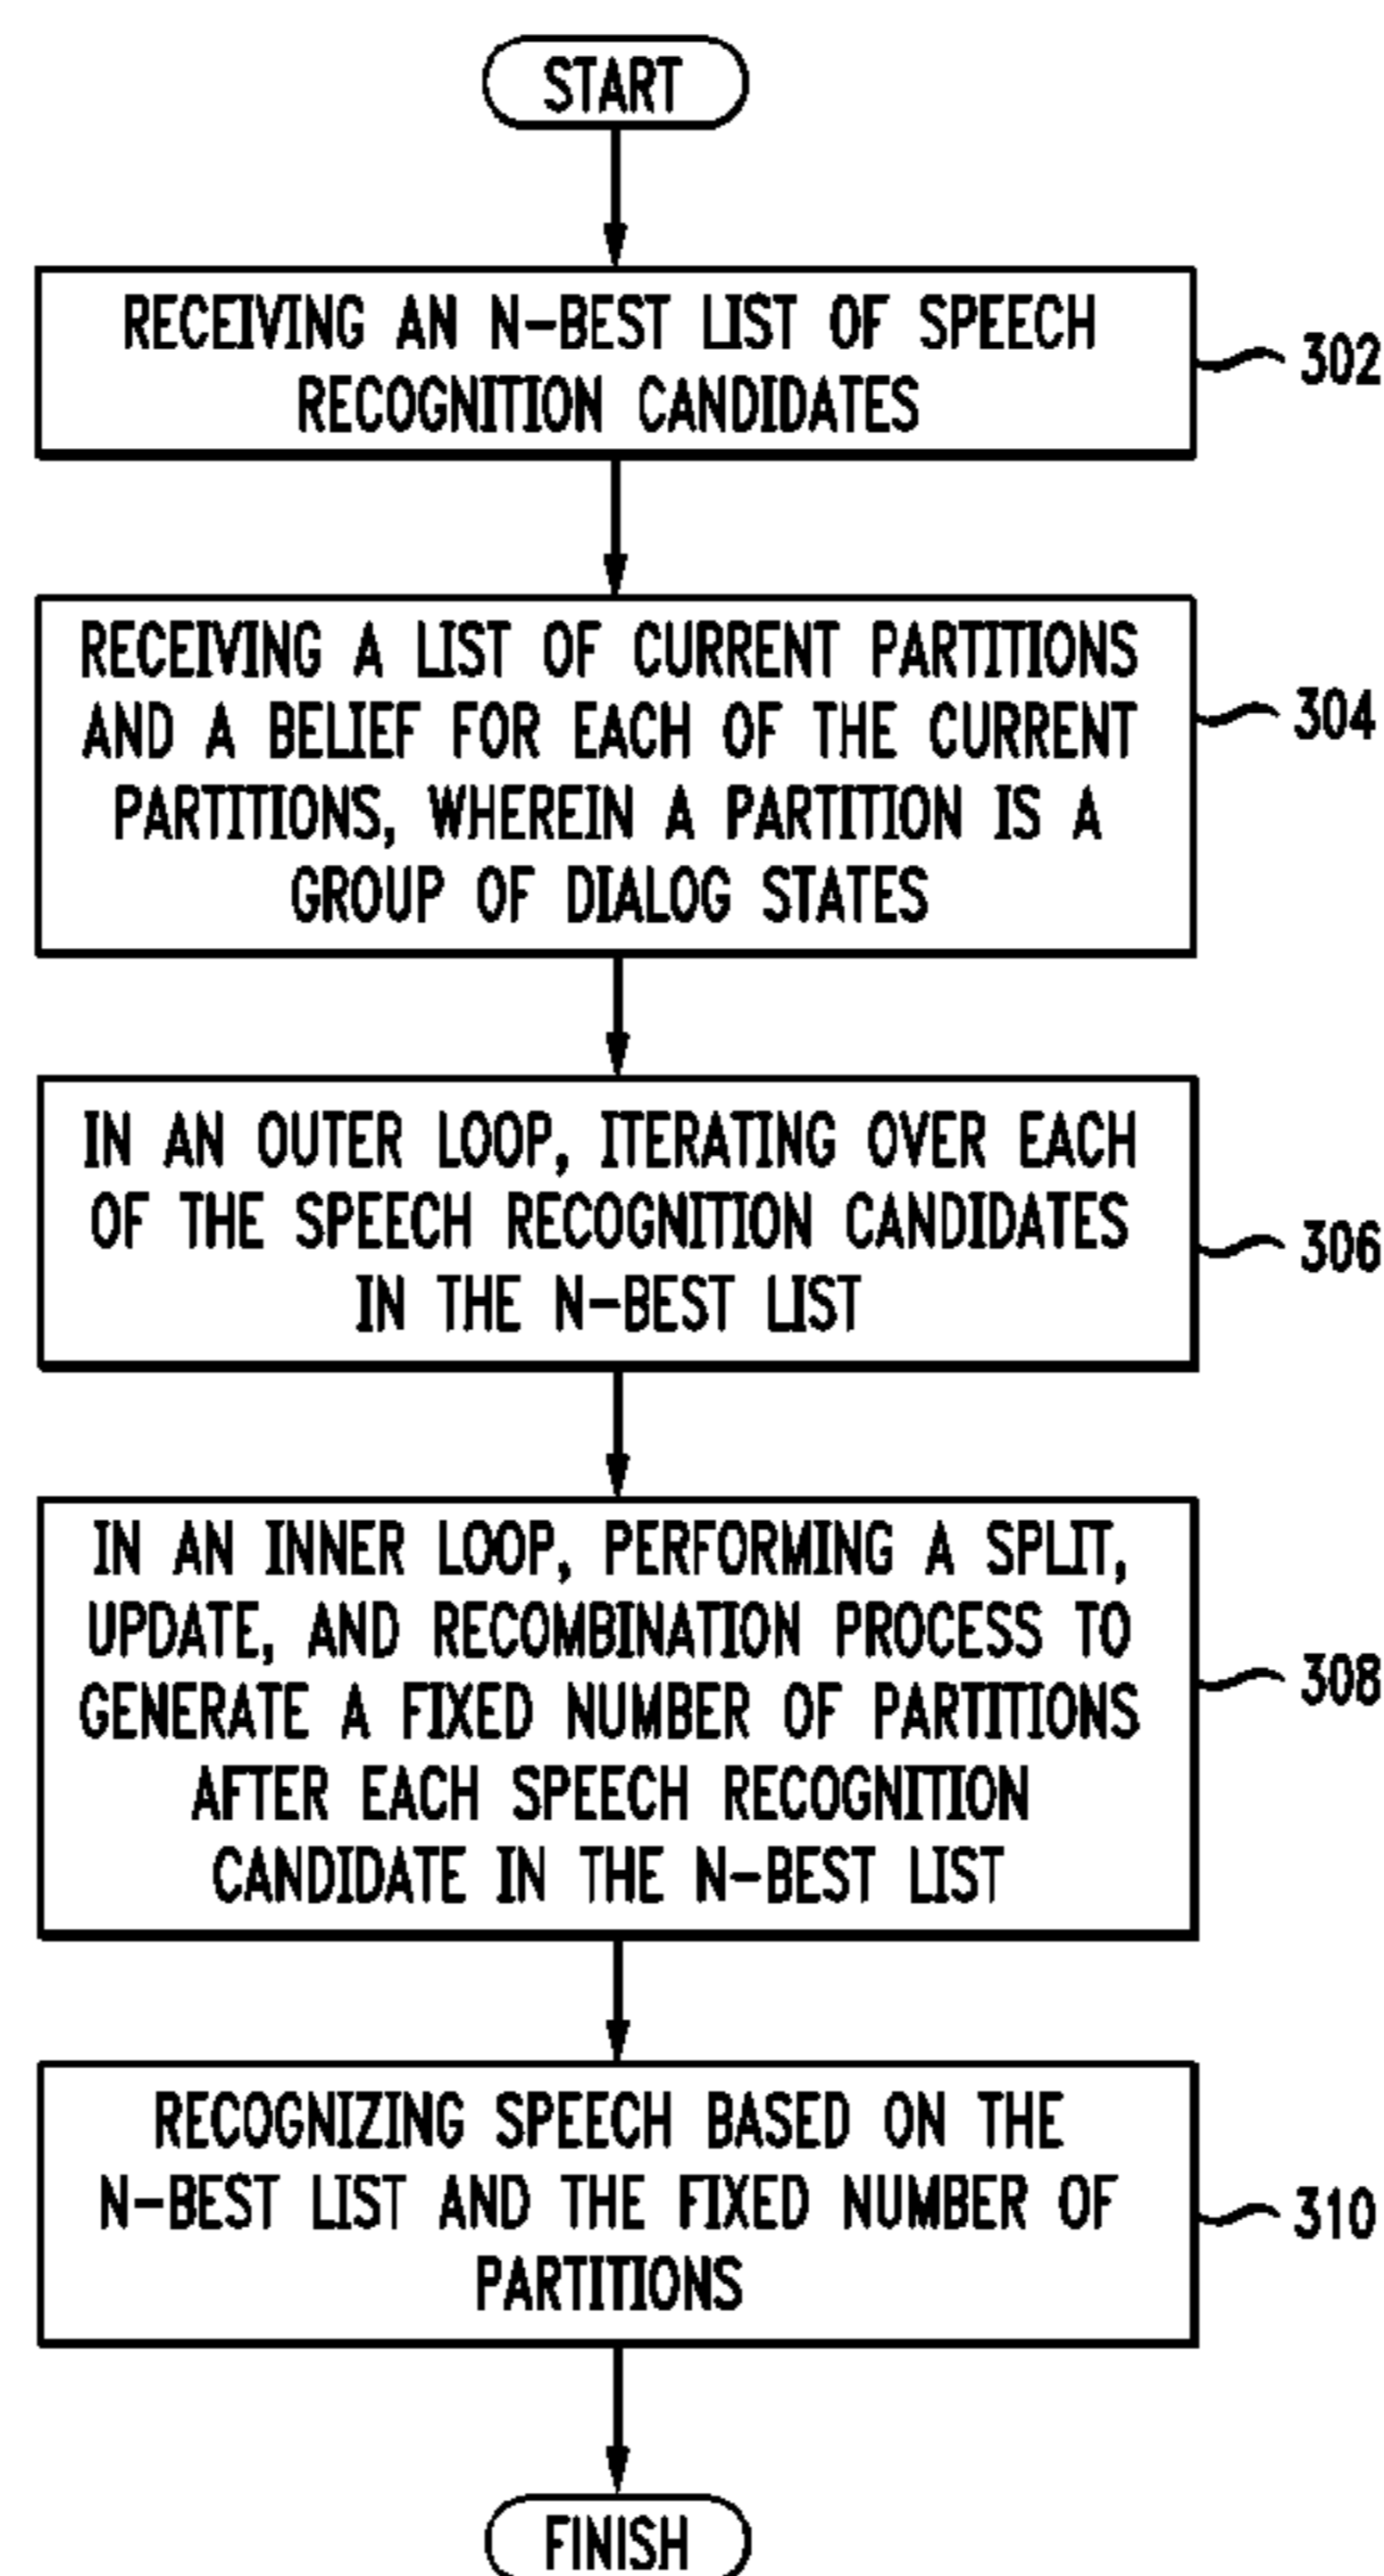 START
RECEIVING AN N-BEST LIST OF SPEECH
RECOGNITION CANDIDATES
302
RECEIVING A LIST OF CURRENT PARTITIONS
AND A BELIEF FOR EACH OF THE CURRENT
PARTITIONS, WHEREIN A PARTITION IS A
GROUP OF DIALOG STATES
304
IN AN OUTER LOOP, ITERATING OVER EACH
OF THE SPEECH RECOGNITION CANDIDATES
IN THE N-BEST LIST
306
IN AN INNER LOOP, PERFORMING A SPLIT,
UPDATE, AND RECOMBINATION PROCESS TO
GENERATE A FIXED NUMBER OF PARTITIONS
AFTER EACH SPEECH RECOGNITION
CANDIDATE IN THE N-BEST LIST
308
RECOGNIZING SPEECH BASED ON THE
N-BEST LIST AND THE FIXED NUMBER OF
PARTITIONS
310
FINISH